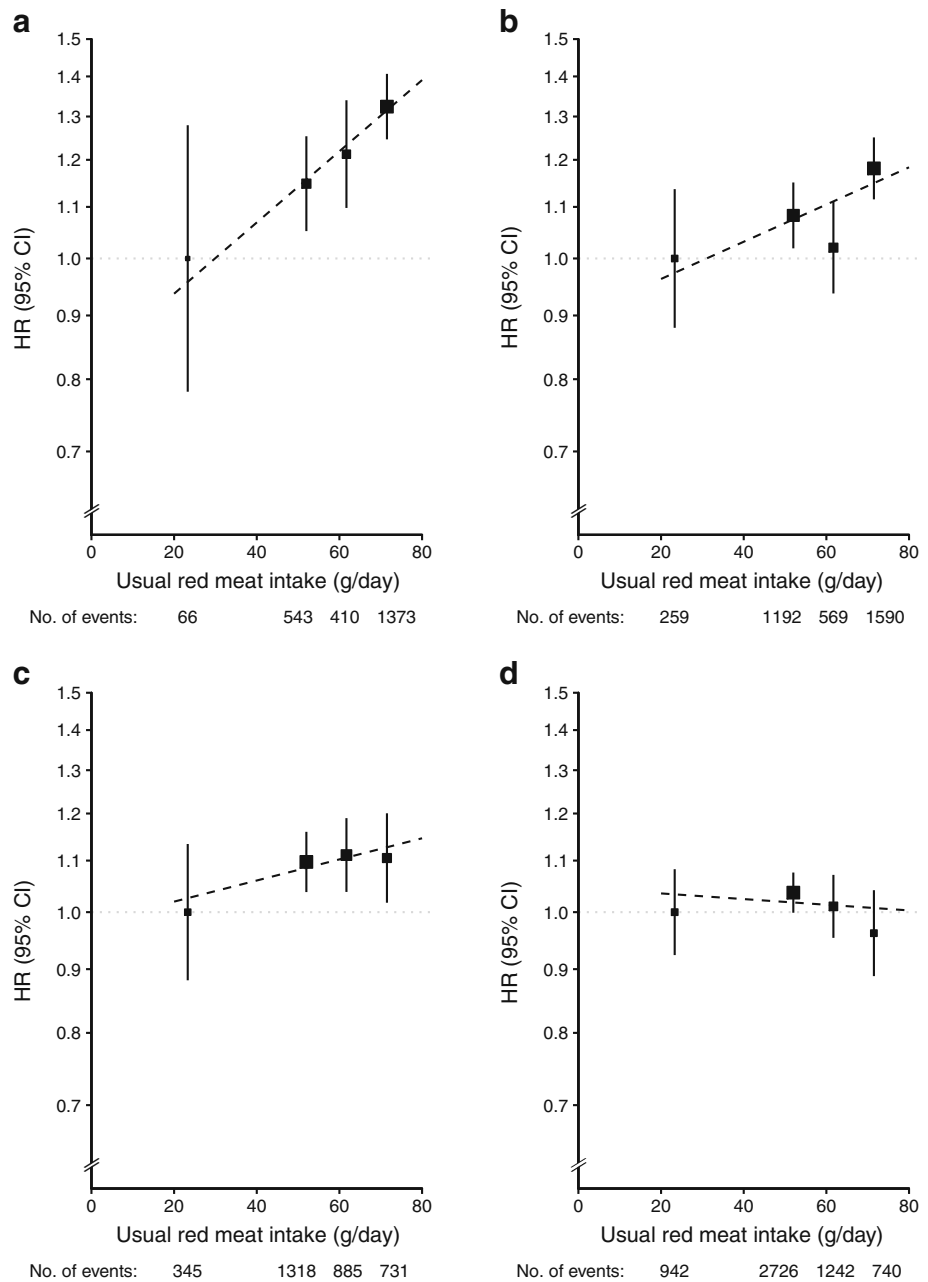 a
1.5
1.4
1.3
1.2
1.1
1.0
0.9
0.8
0.7
HR (95% CI)
0 20 40 60 80
Usual red meat intake (g/day)
No. of events: 66 543 410 1373
b
1.5
1.4
1.3
1.2
1.1
1.0
0.9
0.8
0.7
HR (95% CI)
0 20 40 60 80
Usual red meat intake (g/day)
No. of events: 259 1192 569 1590
c
1.5
1.4
1.3
1.2
1.1
1.0
0.9
0.8
0.7
HR (95% CI)
0 20 40 60 80
Usual red meat intake (g/day)
No. of events: 345 1318 885 731
d
1.5
1.4
1.3
1.2
1.1
1.0
0.9
0.8
0.7
HR (95% CI)
0 20 40 60 80
Usual red meat intake (g/day)
No. of events: 942 2726 1242 740